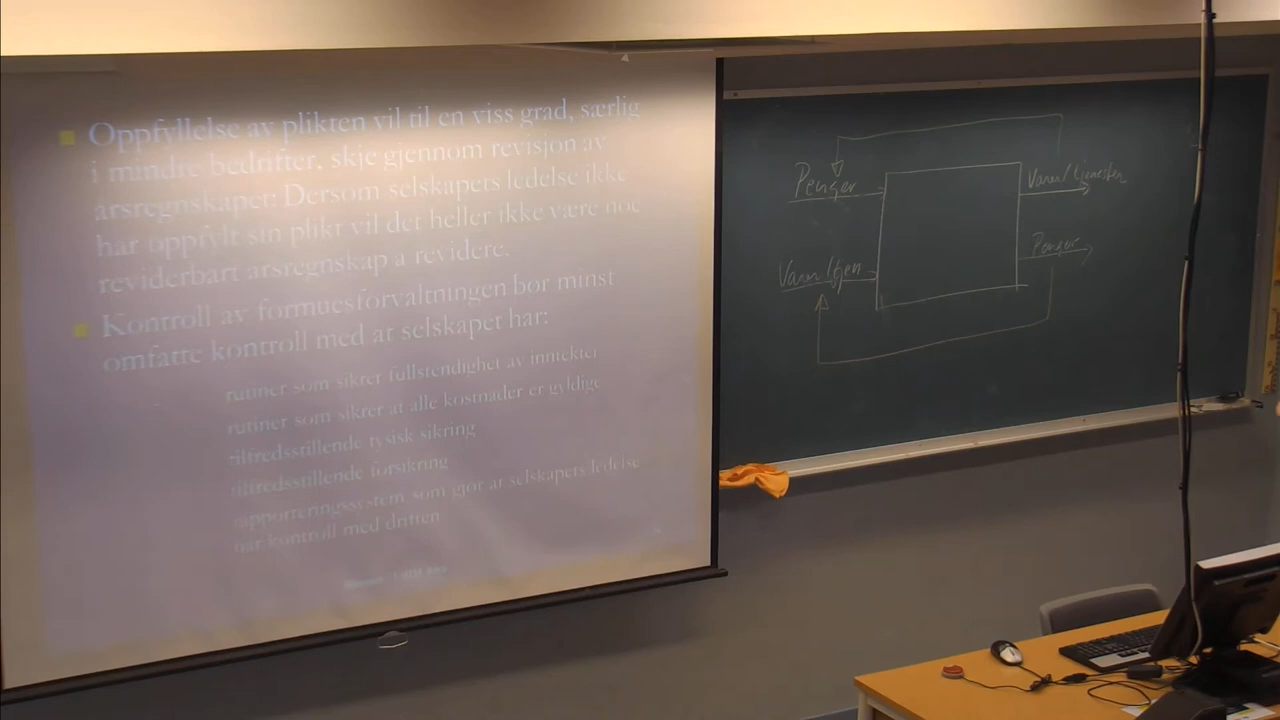 Oppfyllelse av plikten vil til en viss grad, særlig
i mindre bedrifter, skje gjennom revisjon av
årsregnskapet: Dersom selskapets ledelse ikke
har oppfylt sin plikt vil det heller ikke være noe
reviderbart årsregnskap å revidere.
Kontroll av formuesforvaltningen bør minst
omfatte kontroll med at selskapet har:
rutiner som sikrer fullstendighet av inntekter
rutiner som sikrer at alle kostnader er gyldige
tilfredsstillende fysisk sikring
tilfredsstillende forsikring
rapporteringssystem som gjør at selskapets ledelse
har kontroll med driften
Penger
Varer/tjenester
Varer/tjen
Penger